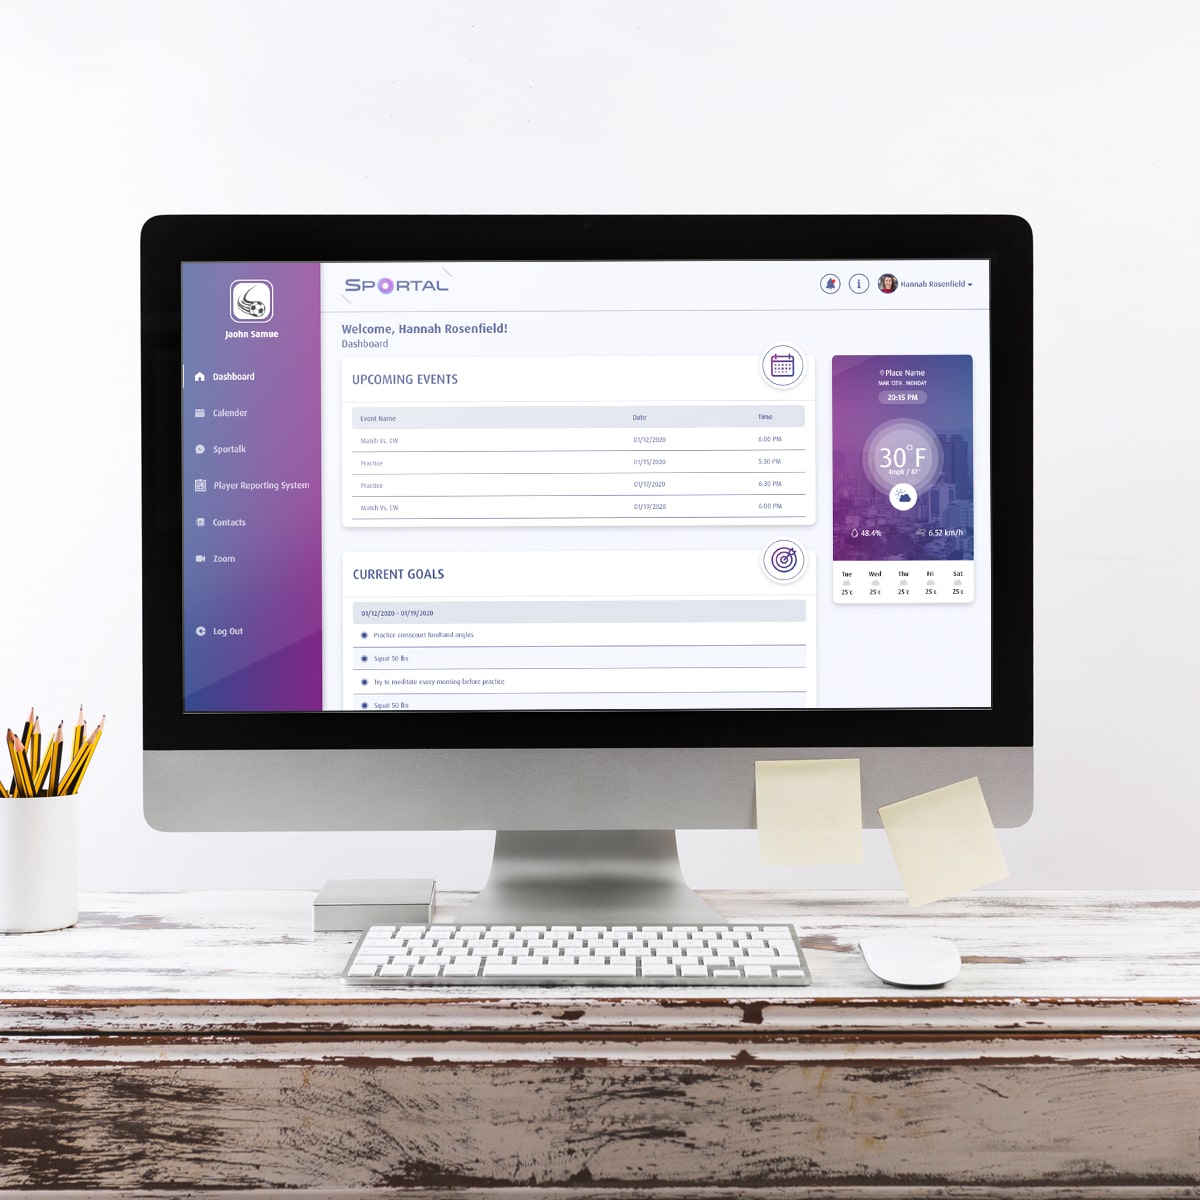 Jaohn Samue
Dashboard
Calender
Sportalk
Player Reporting System
Contacts
Zoom
Log Out
SPORTAL
i
Hannah Rosenfield
Welcome, Hannah Rosenfield!
Dashboard
UPCOMING EVENTS
Event Name Date Time
Match Vs. CW 01/12/2020 6:00 PM
Practice 01/15/2020 5:30 PM
Practice 01/17/2020 6:30 PM
Match Vs. CW 01/19/2020 6:00 PM
CURRENT GOALS
01/12/2020 - 01/19/2020
Practice crosscourt forehand angles
Squat 50 lbs
Try to meditate every morning before practice
Squat 50 lbs
Place Name
MAR 13TH . MONDAY
20:15 PM
30°F
4mph / 87°
48.4% 6.52 km/h
Tue Wed Thu Fri Sat
25°c 25°c 25°c 25°c 25°c